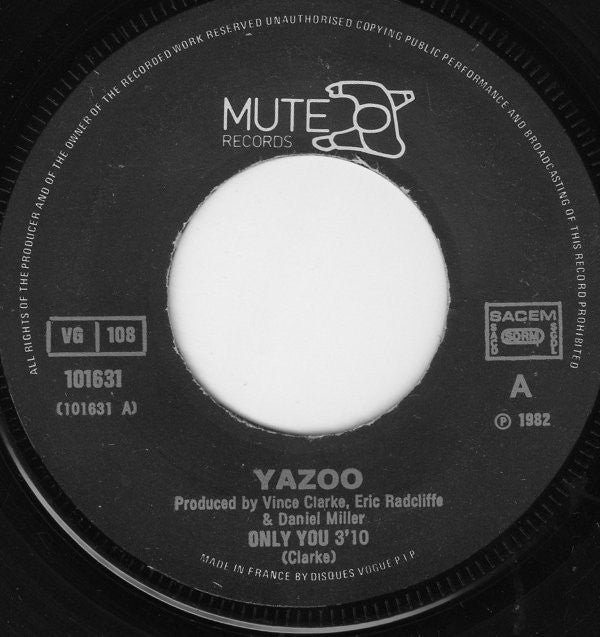 ALL RIGHTS OF THE PRODUCER AND OF THE OWNER OF THE RECORDED WORK RESERVED UNAUTHORISED COPYING PUBLIC PERFORMANCE AND BROADCASTING OF THIS RECORD PROHIBITED
MUTE
RECORDS
VG 108
101631
(101631 A)
SACEM
SACD SDRM SGDL
A
℗ 1982
YAZOO
Produced by Vince Clarke, Eric Radcliffe
& Daniel Miller
ONLY YOU 3'10
(Clarke)
MADE IN FRANCE BY DISQUES VOGUE P.I.P